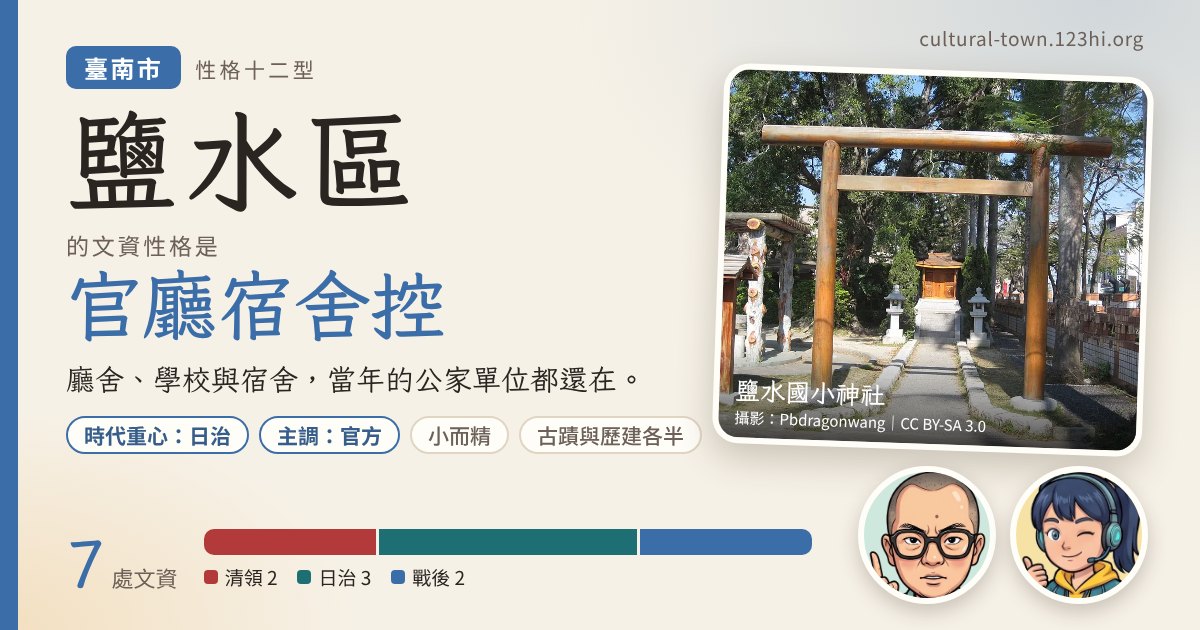 臺南市 性格十二型
cultural-town.123hi.org
鹽水區
的文資性格是
官廳宿舍控
廳舍、學校與宿舍，當年的公家單位都還在。
時代重心：日治 主調：官方 小而精 古蹟與歷建各半
鹽水國小神社
攝影：Pbdragonwang｜CC BY-SA 3.0
7 處文資
清領 2 日治 3 戰後 2